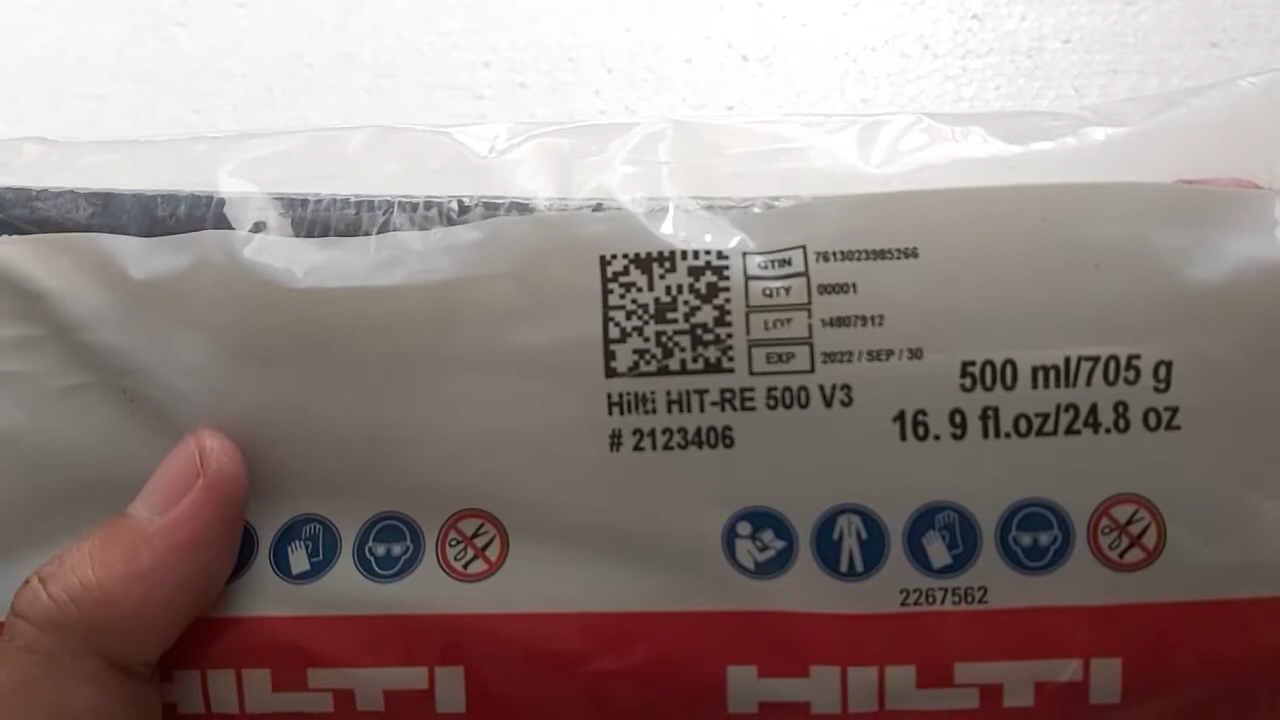 GTIN 7613023985266
QTY 00001
LOT 14807912
EXP 2022 / SEP / 30
Hilti HIT-RE 500 V3
# 2123406
500 ml/705 g
16.9 fl.oz/24.8 oz
2267562
HILTI HILTI